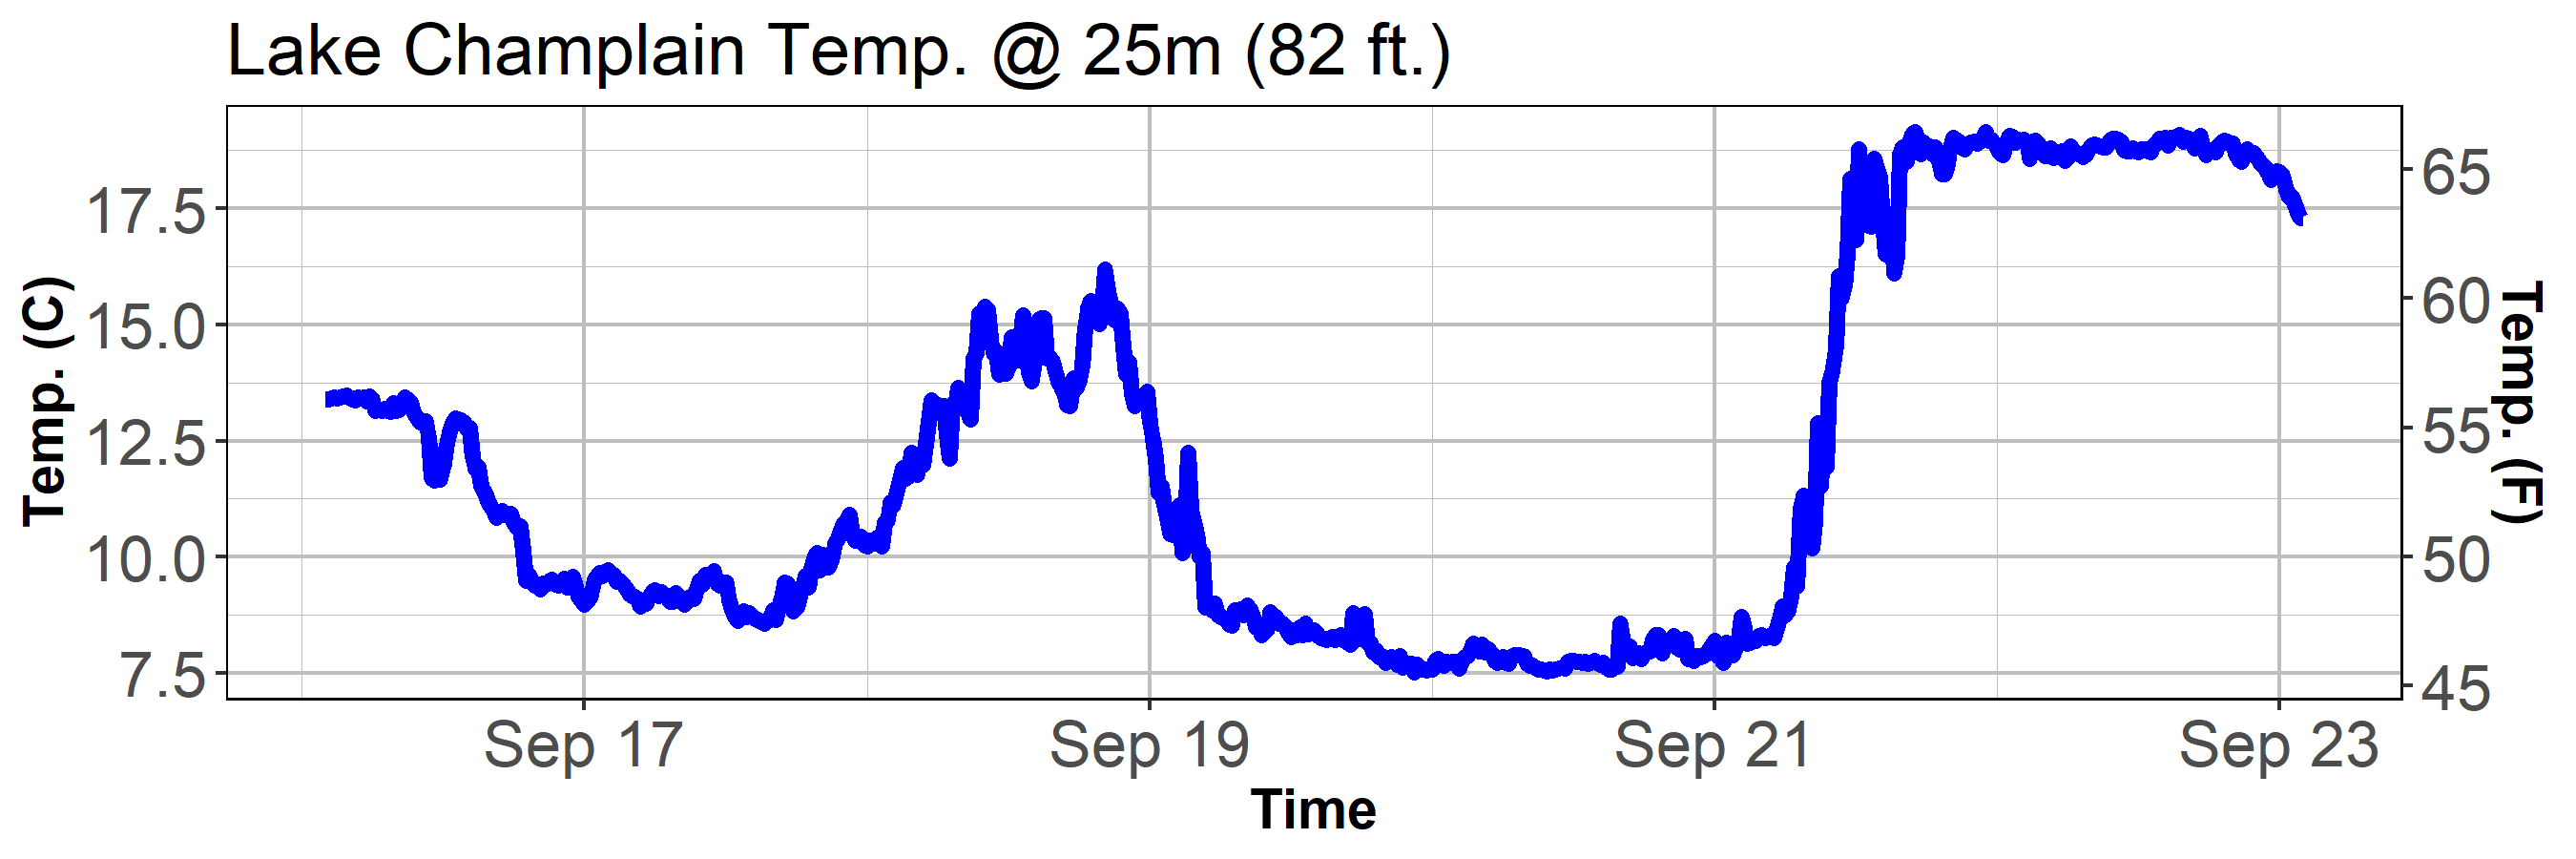 Lake Champlain Temp. @ 25m (82 ft.)
Temp. (C)
17.5
15.0
12.5
10.0
7.5
65
60
55
50
45
Temp. (F)
Sep 17
Sep 19
Sep 21
Sep 23
Time